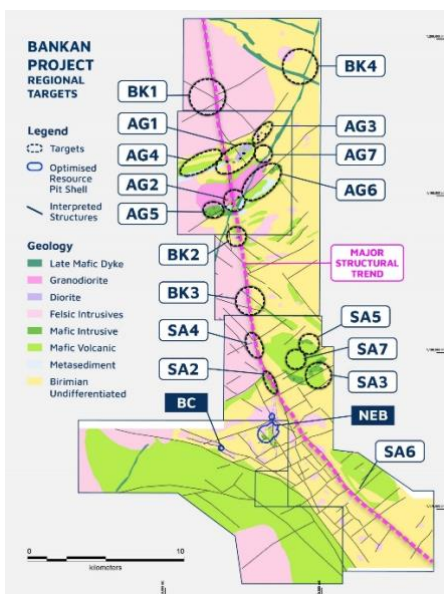 BANKAN
PROJECT
REGIONAL
TARGETS
BK4
BK1
AG1
AG3
AG4
AG7
AG2
AG6
AG5
BK2
MAJOR
STRUCTURAL
TREND
BK3
SA4
SA5
SA7
SA2
SA3
BC
NEB
SA6
Legend
Targets
Optimised
Resource
Pit Shell
Interpreted
Structures
Geology
Late Mafic Dyke
Granodiorite
Diorite
Felsic Intrusives
Mafic Intrusive
Mafic Volcanic
Metasediment
Birimian
Undifferentiated
0 10
kilometers